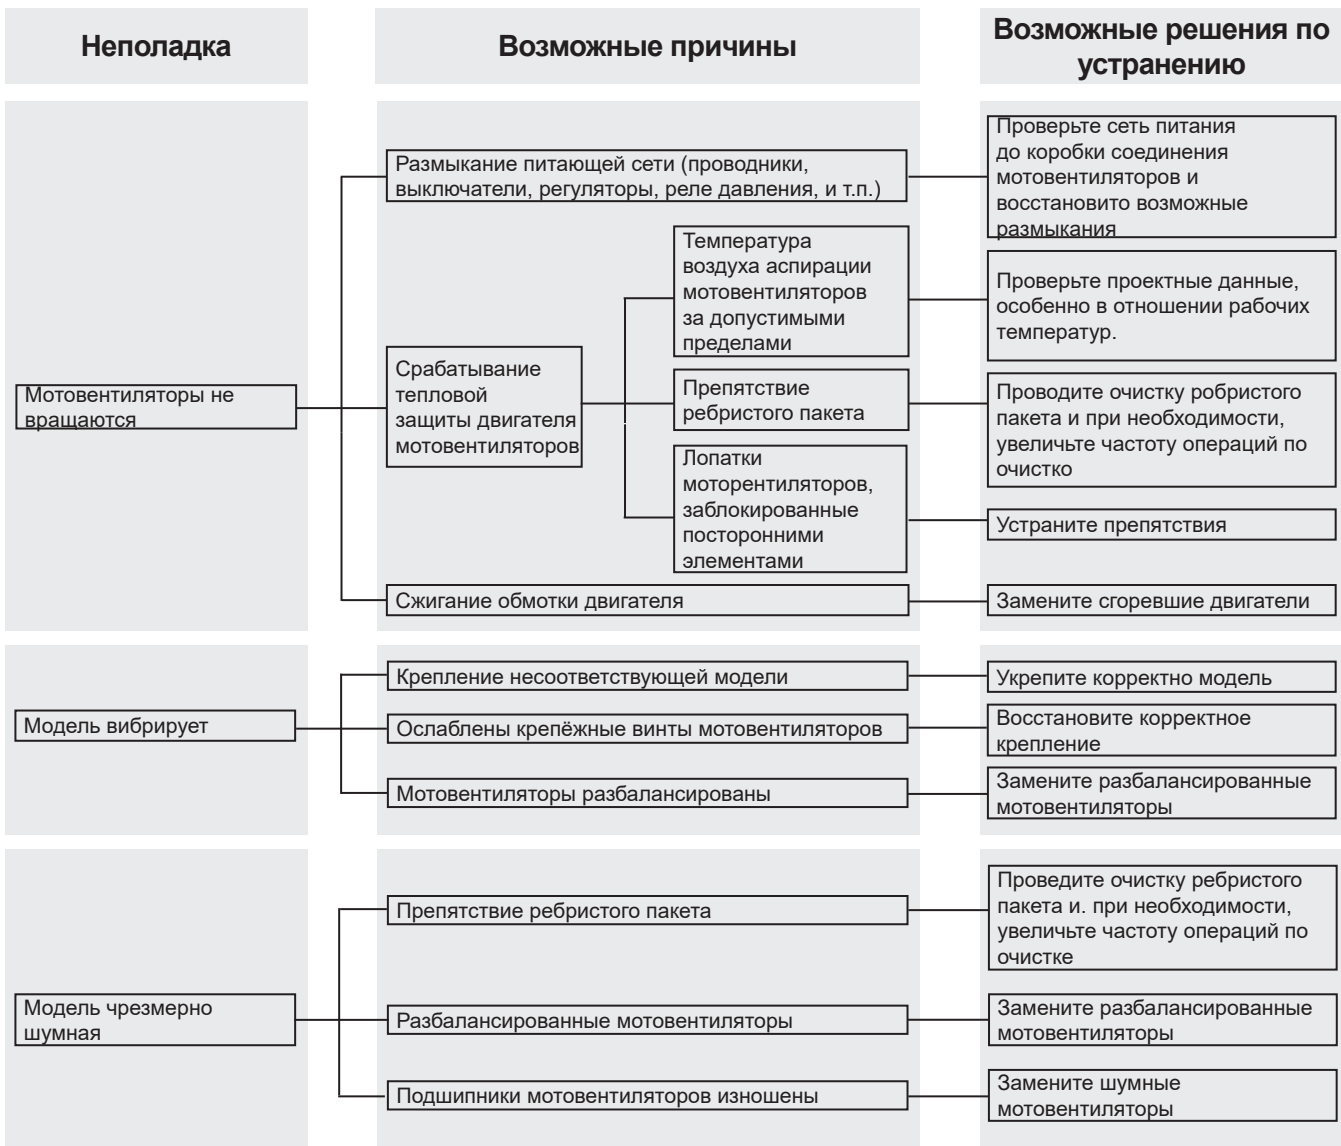 Неполадка
Возможные причины
Возможные решения по
устранению
Мотовентиляторы не
вращаются
Размыкание питающей сети (проводники,
выключатели, регуляторы, реле давления, и т.п.)
Проверьте сеть питания
до коробки соединения
мотовентиляторов и
восстановито возможные
размыкания
Срабатывание
тепловой
защиты двигателя
мотовентиляторов
Температура
воздуха аспирации
мотовентиляторов
за допустимыми
пределами
Проверьте проектные данные,
особенно в отношении рабочих
температур.
Препятствие
ребристого пакета
Проводите очистку робристого
пакета и при необходимости,
увеличьте частоту операций по
очистко
Лопатки
моторентиляторов,
заблокированные
посторонними
элементами
Устраните препятствия
Сжигание обмотки двигателя
Замените сгоревшие двигатели
Модель вибрирует
Крепление несоответствующей модели
Укрепите корректно модель
Ослаблены крепёжные винты мотовентиляторов
Восстановите корректное
крепление
Мотовентиляторы разбалансированы
Замените разбалансированные
мотовентиляторы
Модель чрезмерно
шумная
Препятствие ребристого пакета
Проведите очистку ребристого
пакета и. при необходимости,
увеличьте частоту операций по
очистке
Разбалансированные мотовентиляторы
Замените разбалансированные
мотовентиляторы
Подшипники мотовентиляторов изношены
Замените шумные
мотовентиляторы